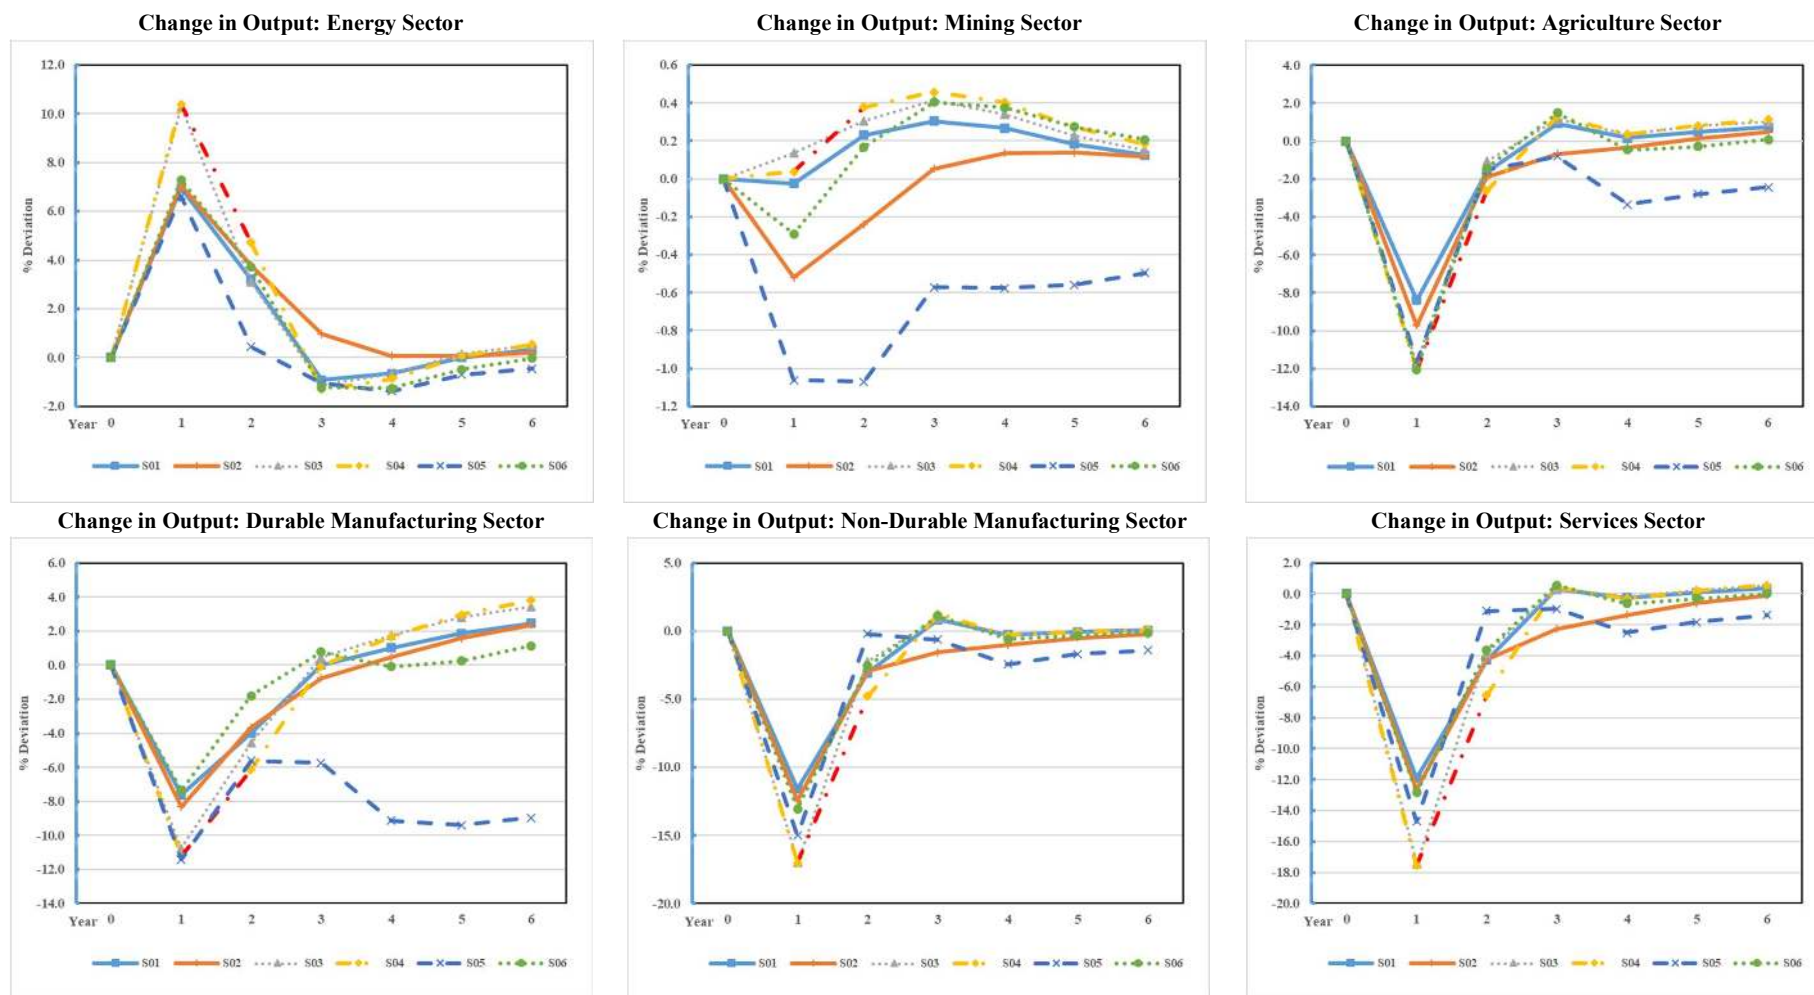 Change in Output: Energy Sector
12.0
10.0
8.0
6.0
4.0
2.0
0.0
-2.0
% Deviation
Year 0 1 2 3 4 5 6
S01 S02 S03 S04 S05 S06
Change in Output: Mining Sector
0.6
0.4
0.2
0.0
-0.2
-0.4
-0.6
-0.8
-1.0
-1.2
% Deviation
Year 0 1 2 3 4 5 6
S01 S02 S03 S04 S05 S06
Change in Output: Agriculture Sector
4.0
2.0
0.0
-2.0
-4.0
-6.0
-8.0
-10.0
-12.0
-14.0
% Deviation
Year 0 1 2 3 4 5 6
S01 S02 S03 S04 S05 S06
Change in Output: Durable Manufacturing Sector
6.0
4.0
2.0
0.0
-2.0
-4.0
-6.0
-8.0
-10.0
-12.0
-14.0
% Deviation
Year 0 1 2 3 4 5 6
S01 S02 S03 S04 S05 S06
Change in Output: Non-Durable Manufacturing Sector
5.0
0.0
-5.0
-10.0
-15.0
-20.0
% Deviation
Year 0 1 2 3 4 5 6
S01 S02 S03 S04 S05 S06
Change in Output: Services Sector
2.0
0.0
-2.0
-4.0
-6.0
-8.0
-10.0
-12.0
-14.0
-16.0
-18.0
-20.0
% Deviation
Year 0 1 2 3 4 5 6
S01 S02 S03 S04 S05 S06